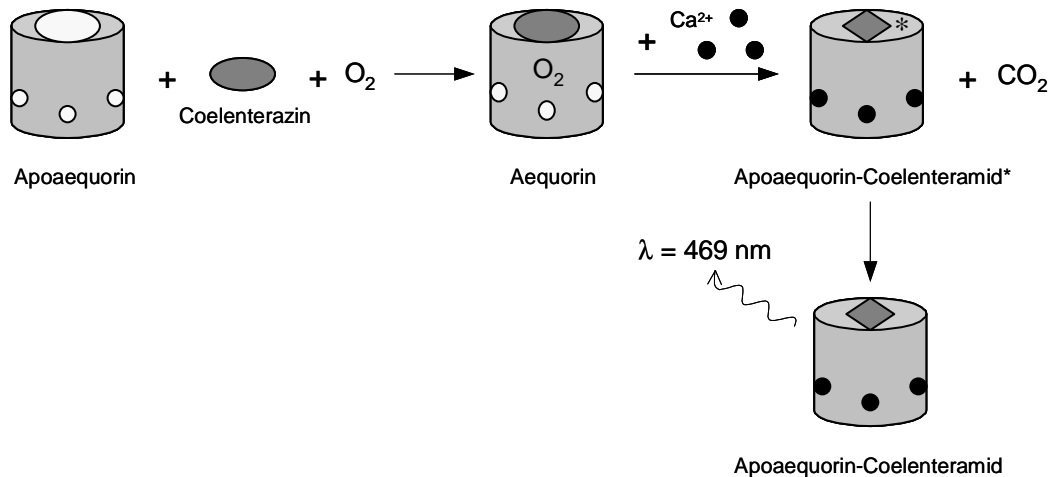 Apoaequorin
+
Coelenterazin
+ O₂
O₂
Aequorin
+ Ca²⁺
*
Apoaequorin-Coelenteramid*
+ CO₂
λ = 469 nm
Apoaequorin-Coelenteramid